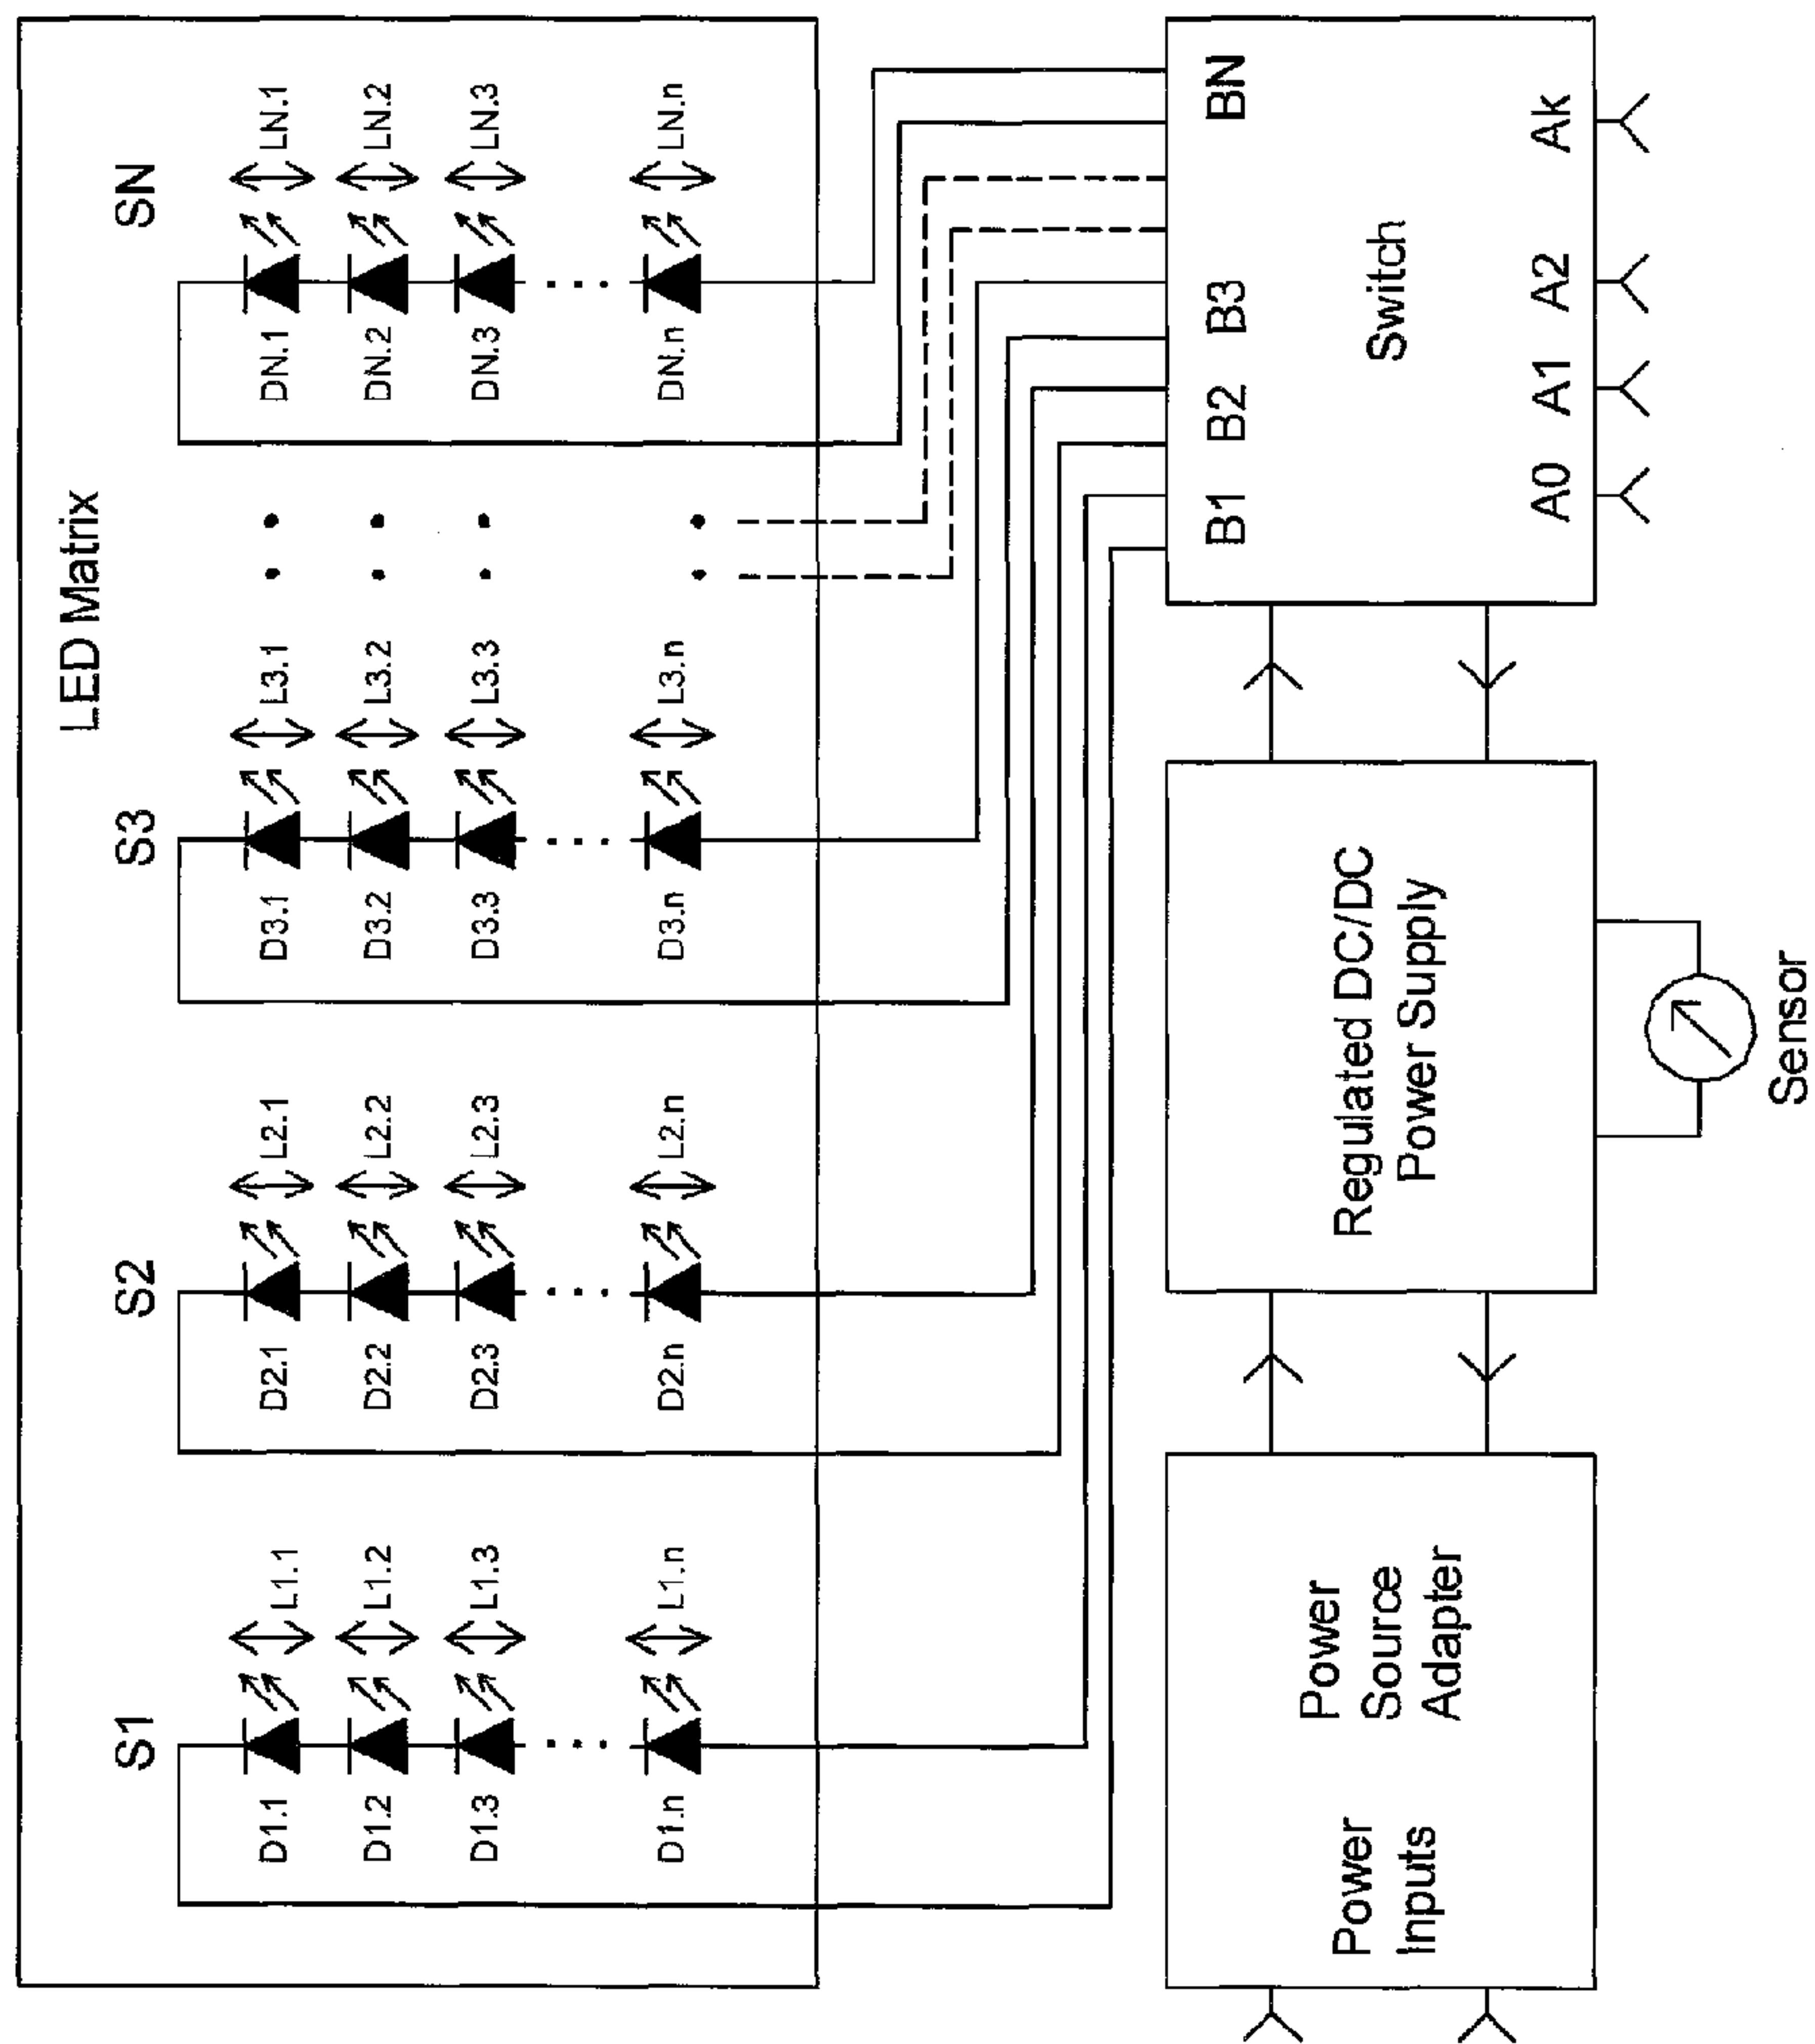 LED Matrix
S1 S2 S3 SN
D1.1 L1.1 D2.1 L2.1 D3.1 L3.1 DN.1 LN.1
D1.2 L1.2 D2.2 L2.2 D3.2 L3.2 DN.2 LN.2
D1.3 L1.3 D2.3 L2.3 D3.3 L3.3 DN.3 LN.3
D1.n L1.n D2.n L2.n D3.n L3.n DN.n LN.n
Power
Inputs
Power
Source
Adapter
Regulated DC/DC
Power Supply
Sensor
B1 B2 B3 BN
Switch
A0 A1 A2 Ak